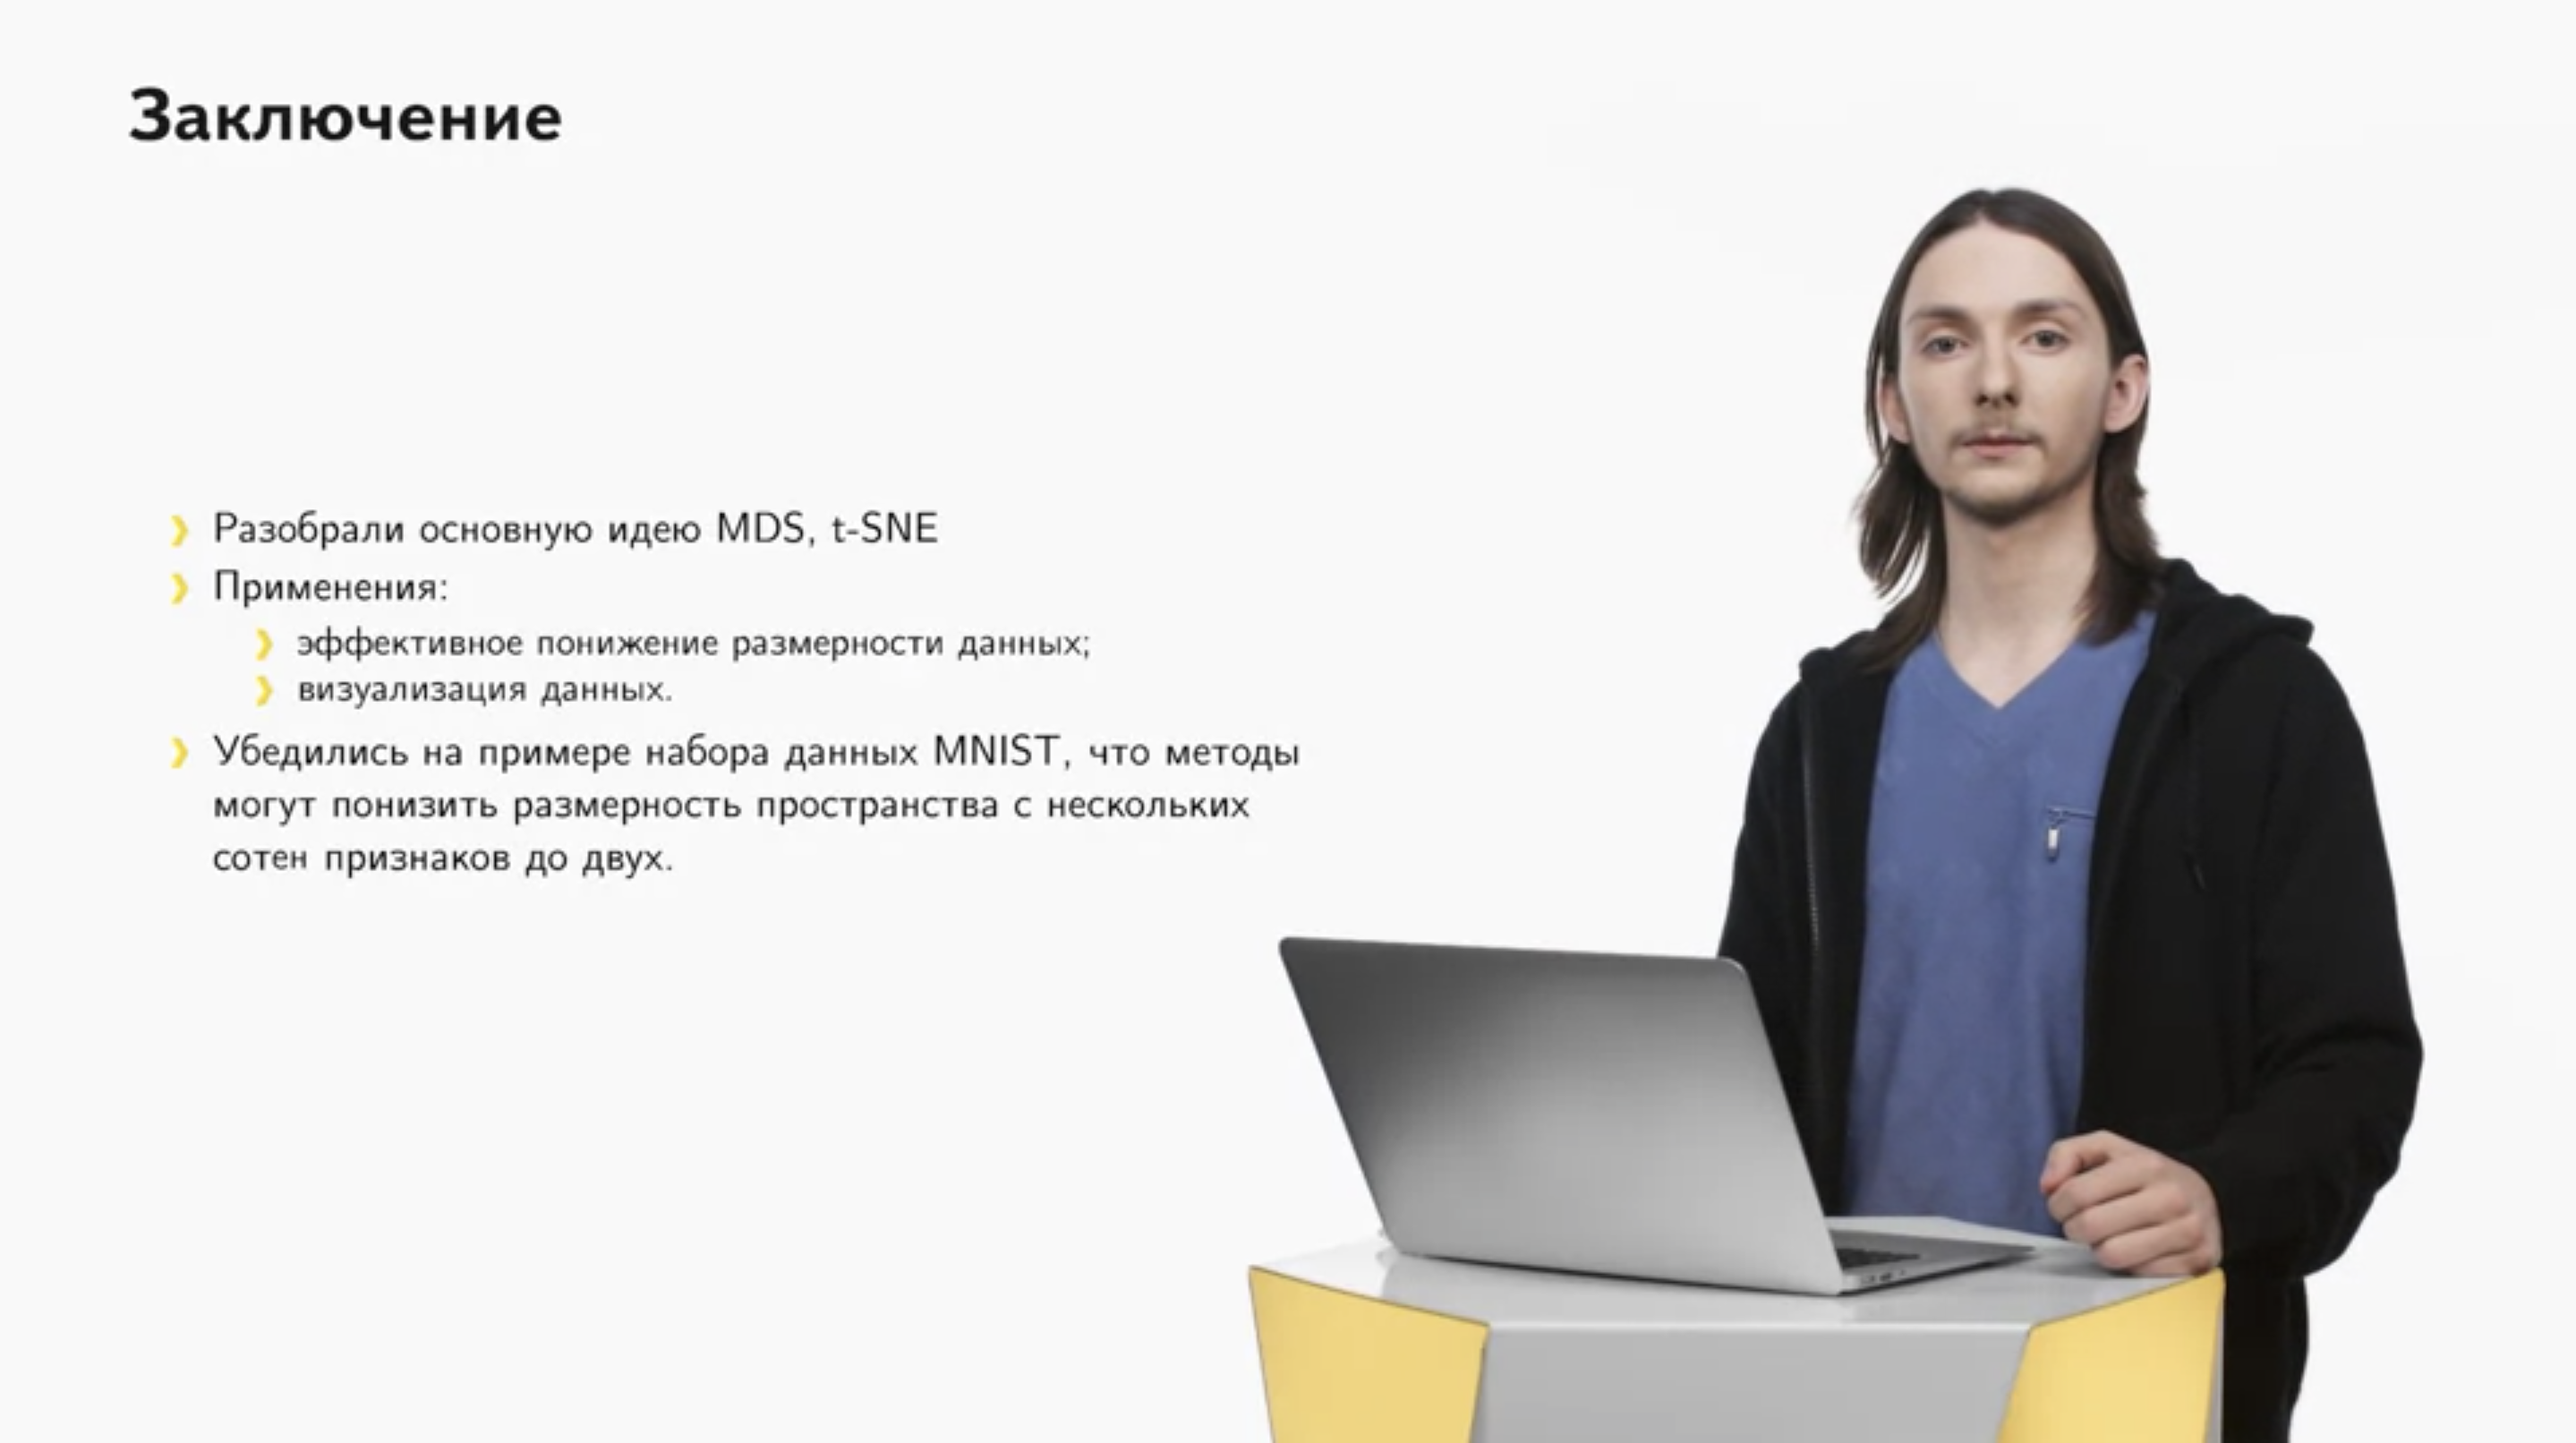 Заключение
Разобрали основную идею MDS, t-SNE
Применения:
эффективное понижение размерности данных;
визуализация данных.
Убедились на примере набора данных MNIST, что методы
могут понизить размерность пространства с нескольких
сотен признаков до двух.